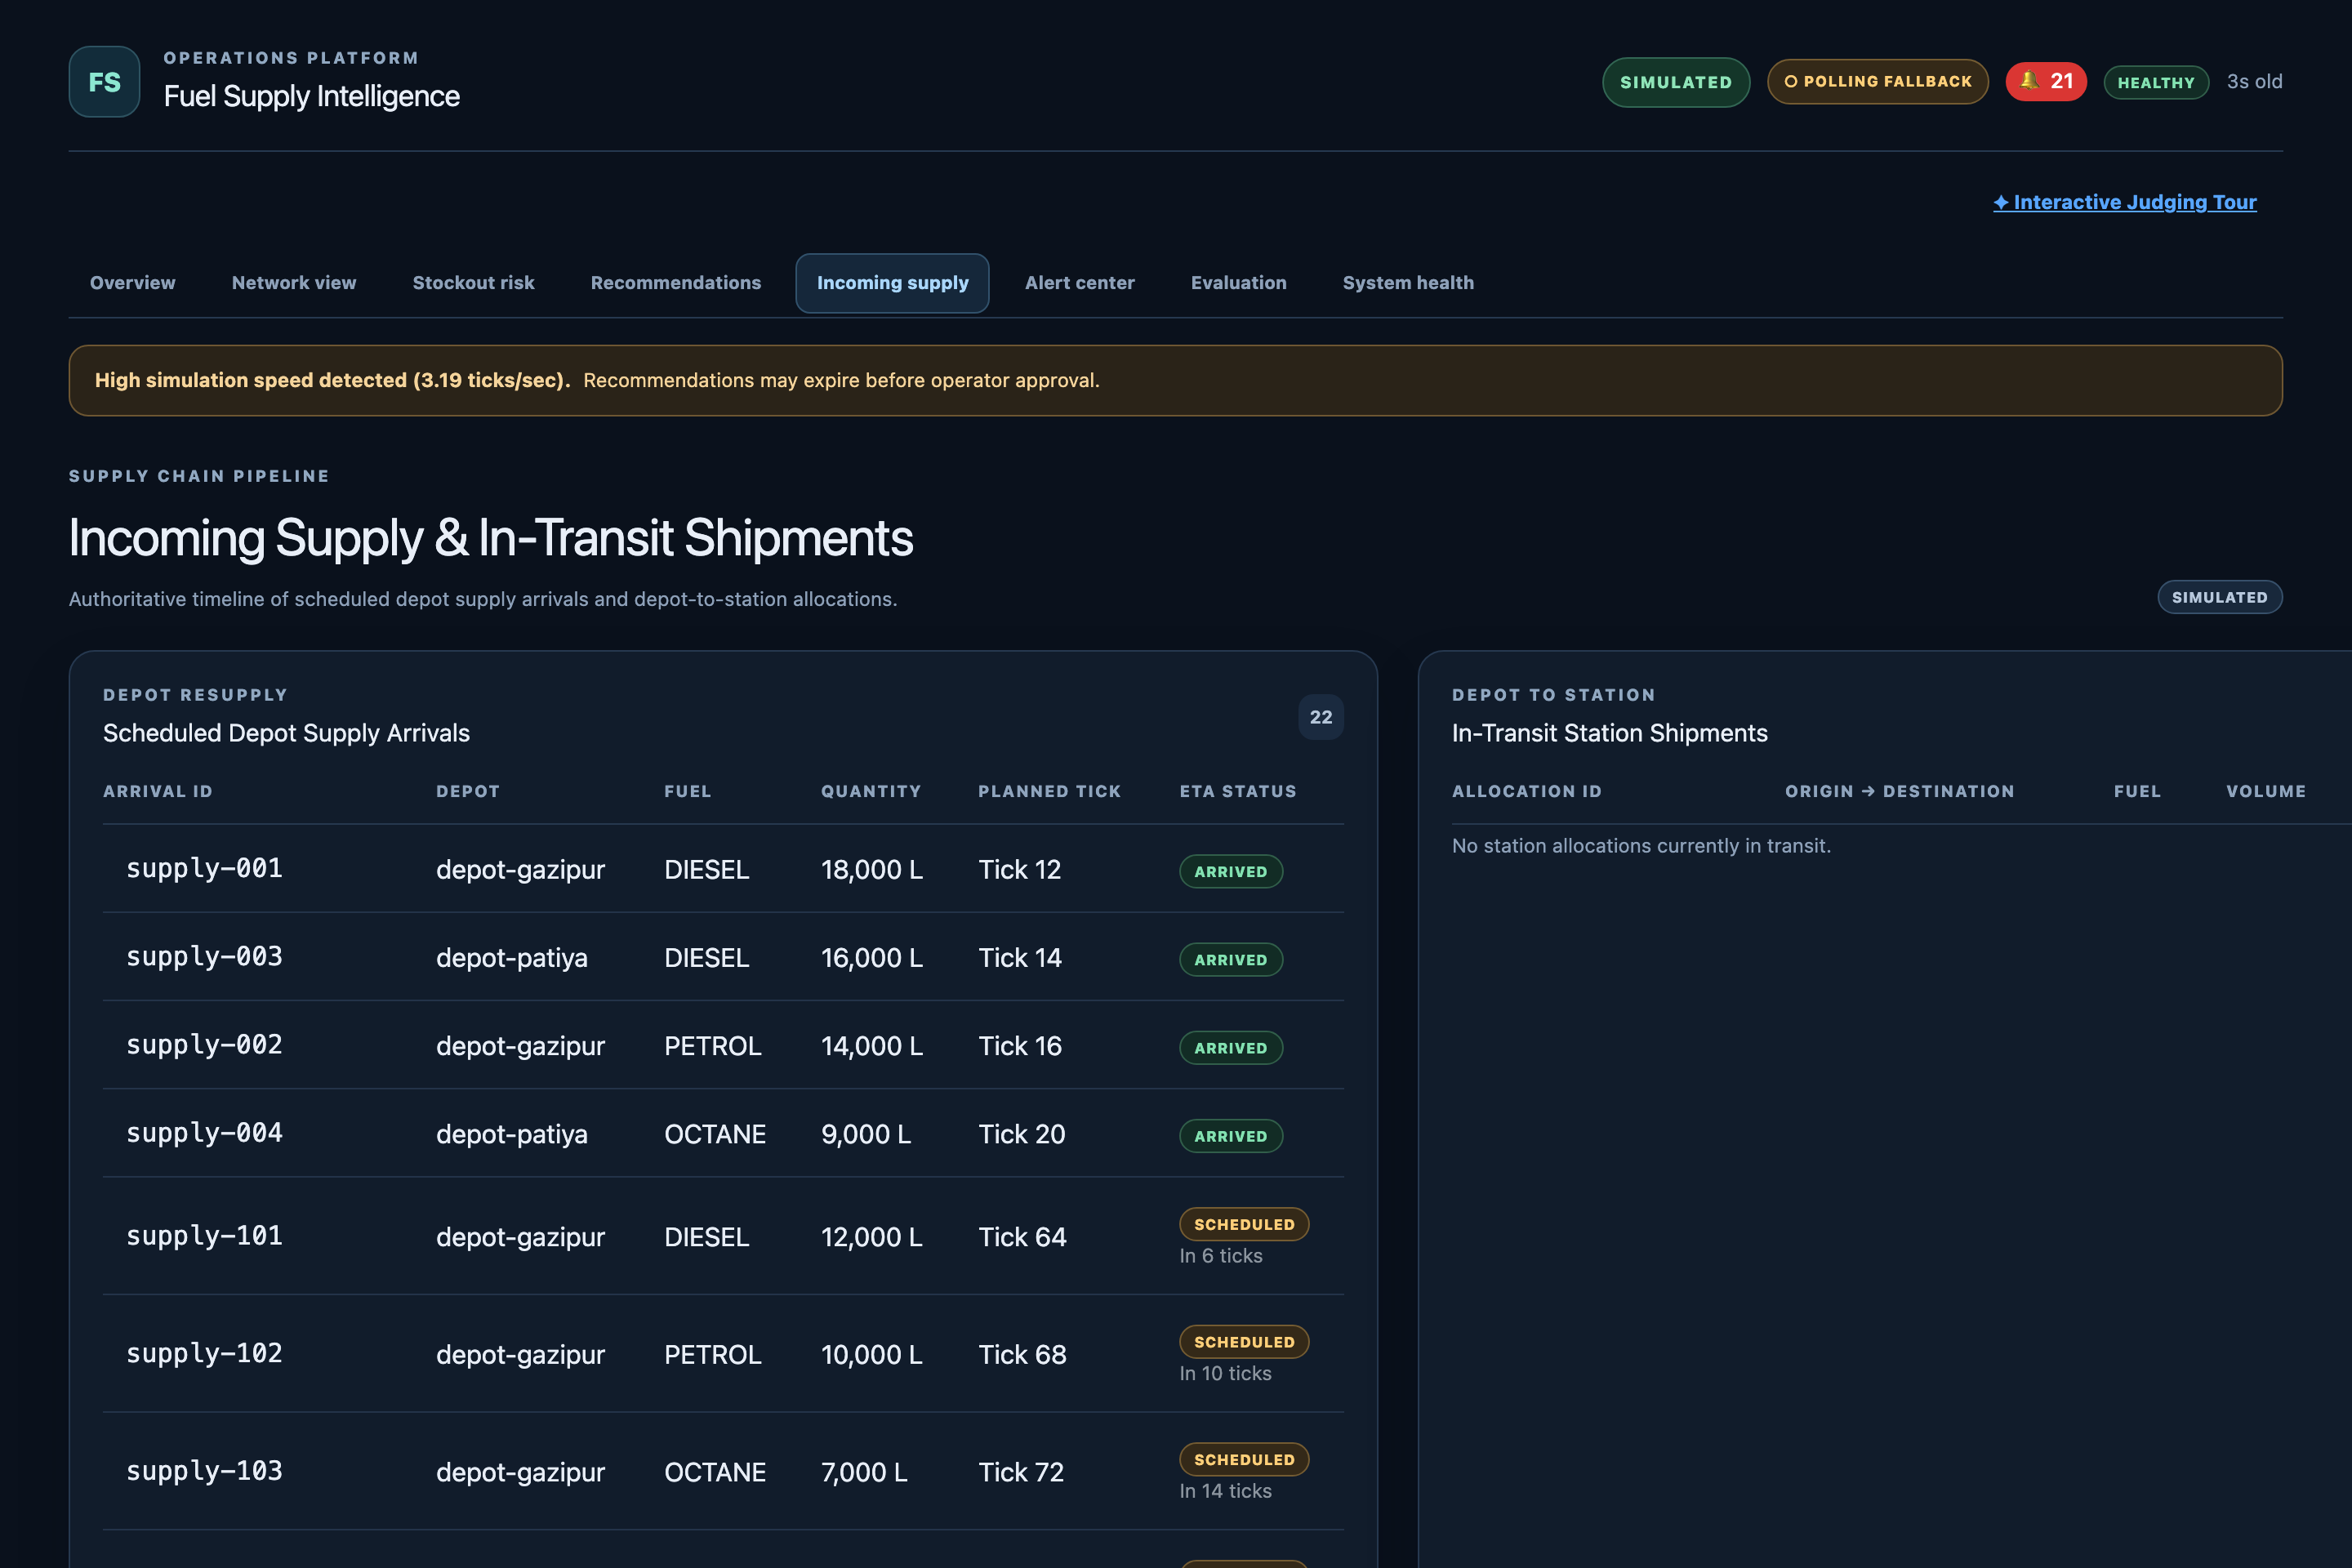 FS
OPERATIONS PLATFORM
Fuel Supply Intelligence
SIMULATED
POLLING FALLBACK
21
HEALTHY
3s old
✦ Interactive Judging Tour
Overview
Network view
Stockout risk
Recommendations
Incoming supply
Alert center
Evaluation
System health
High simulation speed detected (3.19 ticks/sec). Recommendations may expire before operator approval.
SUPPLY CHAIN PIPELINE
Incoming Supply & In-Transit Shipments
Authoritative timeline of scheduled depot supply arrivals and depot-to-station allocations.
SIMULATED
DEPOT RESUPPLY
Scheduled Depot Supply Arrivals
22
ARRIVAL ID DEPOT FUEL QUANTITY PLANNED TICK ETA STATUS
supply-001 depot-gazipur DIESEL 18,000 L Tick 12 ARRIVED
supply-003 depot-patiya DIESEL 16,000 L Tick 14 ARRIVED
supply-002 depot-gazipur PETROL 14,000 L Tick 16 ARRIVED
supply-004 depot-patiya OCTANE 9,000 L Tick 20 ARRIVED
supply-101 depot-gazipur DIESEL 12,000 L Tick 64 SCHEDULED
In 6 ticks
supply-102 depot-gazipur PETROL 10,000 L Tick 68 SCHEDULED
In 10 ticks
supply-103 depot-gazipur OCTANE 7,000 L Tick 72 SCHEDULED
In 14 ticks
DEPOT TO STATION
In-Transit Station Shipments
ALLOCATION ID ORIGIN → DESTINATION FUEL VOLUME
No station allocations currently in transit.